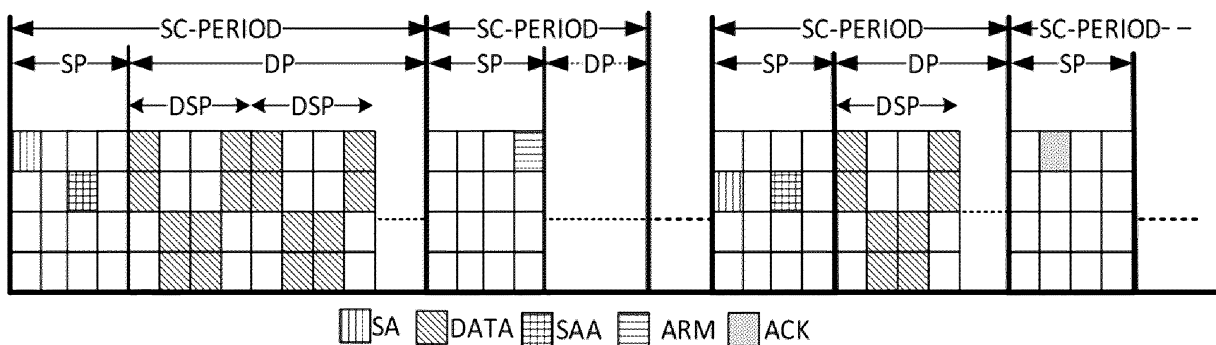 SC-PERIOD SC-PERIOD SC-PERIOD SC-PERIOD
SP DP SP DP SP DP SP
DSP DSP DSP
SA DATA SAA ARM ACK